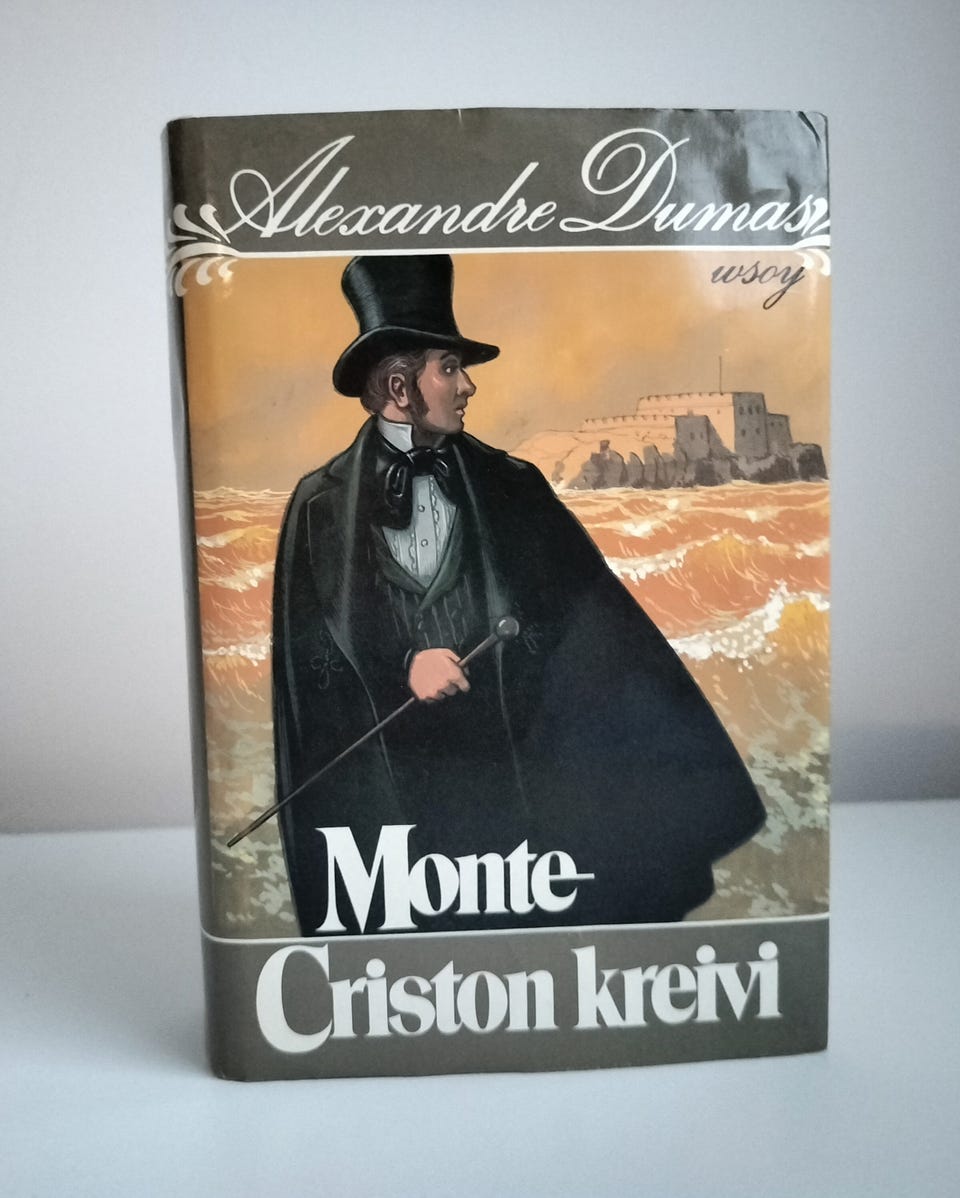 Alexandre Dumas
wsoy
Monte-
Criston kreivi